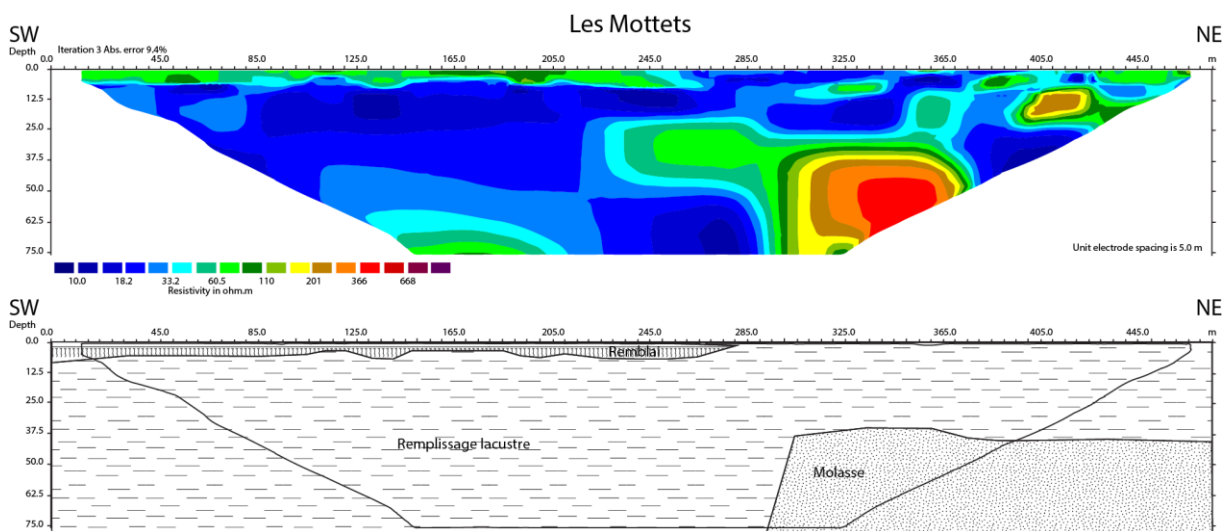 Les Mottets
SW
NE
Depth
Iteration 3 Abs. error 9.4%
0.0 45.0 85.0 125.0 165.0 205.0 245.0 285.0 325.0 365.0 405.0 445.0 m
0.0
12.5
25.0
37.5
50.0
62.5
75.0
Unit electrode spacing is 5.0 m
10.0 18.2 33.2 60.5 110 201 366 668
Resistivity in ohm.m
SW
NE
Depth
0.0 45.0 85.0 125.0 165.0 205.0 245.0 285.0 325.0 365.0 405.0 445.0 m
0.0
Remblai
12.5
25.0
37.5
Remplissage lacustre
50.0
Molasse
62.5
75.0